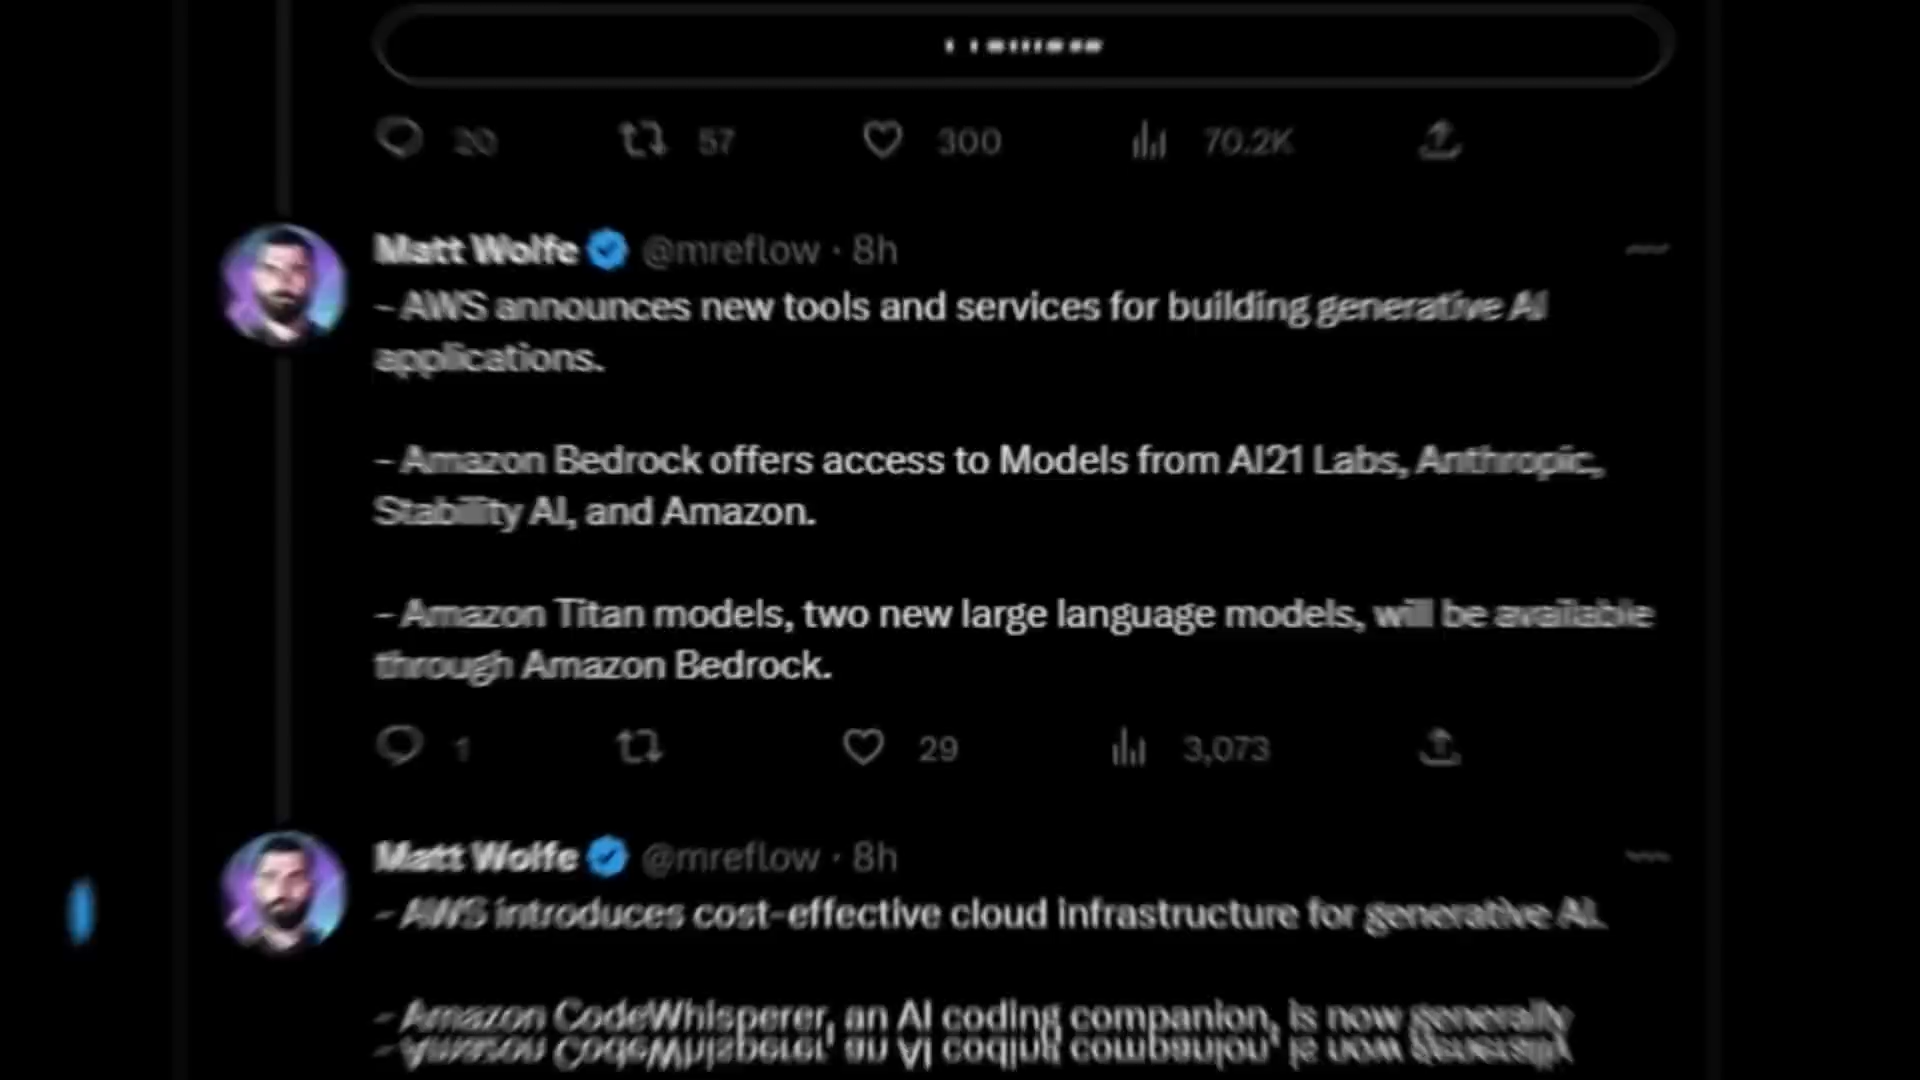 20 57 300 70.2K
Matt Wolfe @mreflow · 8h
- AWS announces new tools and services for building generative AI
applications.
- Amazon Bedrock offers access to Models from AI21 Labs, Anthropic,
Stability AI, and Amazon.
- Amazon Titan models, two new large language models, will be available
through Amazon Bedrock.
1 29 3,073
Matt Wolfe @mreflow · 8h
- AWS introduces cost-effective cloud infrastructure for generative AI.
- Amazon CodeWhisperer, an AI coding companion, is now generally